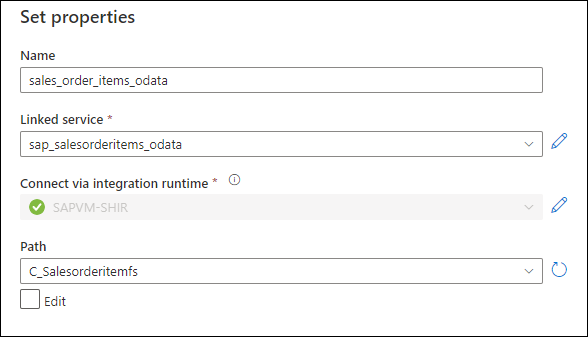 Set properties
Name
sales_order_items_odata
Linked service *
sap_salesorderitems_odata
Connect via integration runtime *
SAPVM-SHIR
Path
C_Salesorderitemfs
Edit